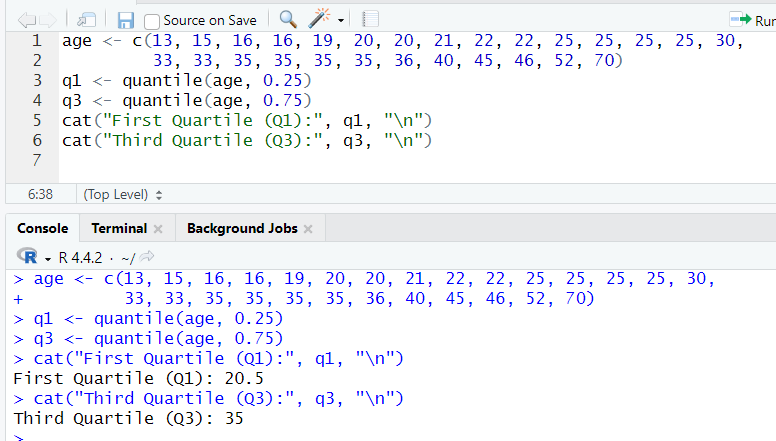 Source on Save
Run
1 age <- c(13, 15, 16, 16, 19, 20, 20, 21, 22, 22, 25, 25, 25, 25, 30,
2 33, 33, 35, 35, 35, 35, 36, 40, 45, 46, 52, 70)
3 q1 <- quantile(age, 0.25)
4 q3 <- quantile(age, 0.75)
5 cat("First Quartile (Q1):", q1, "\n")
6 cat("Third Quartile (Q3):", q3, "\n")
7
6:38 (Top Level)
Console Terminal Background Jobs
R R 4.4.2 · ~/
> age <- c(13, 15, 16, 16, 19, 20, 20, 21, 22, 22, 25, 25, 25, 25, 30,
+ 33, 33, 35, 35, 35, 35, 36, 40, 45, 46, 52, 70)
> q1 <- quantile(age, 0.25)
> q3 <- quantile(age, 0.75)
> cat("First Quartile (Q1):", q1, "\n")
First Quartile (Q1): 20.5
> cat("Third Quartile (Q3):", q3, "\n")
Third Quartile (Q3): 35
>